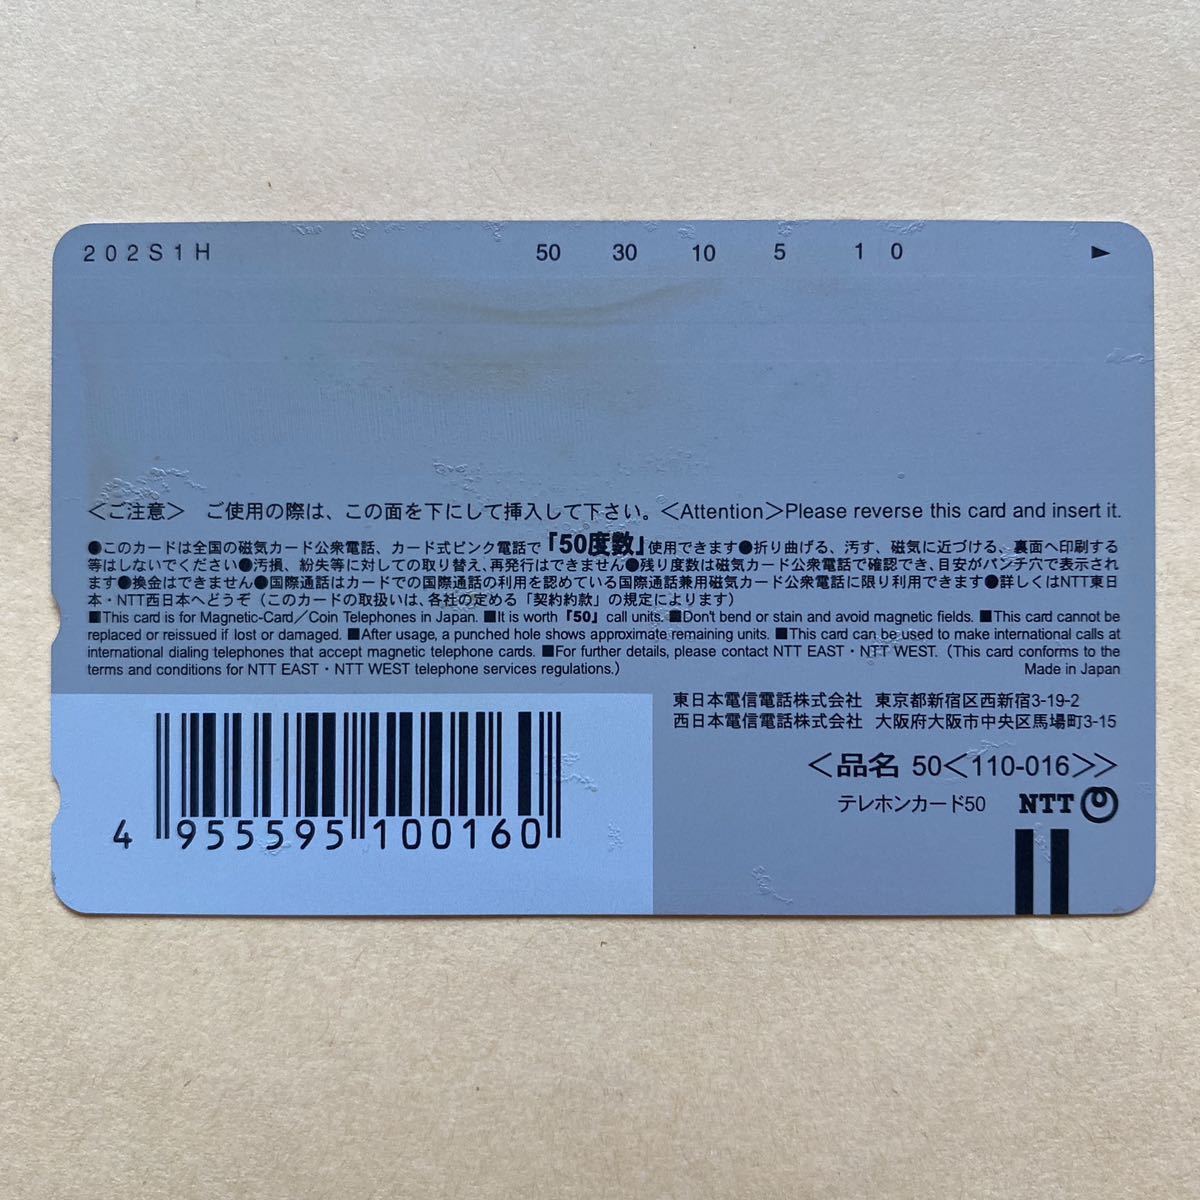 202S1H 50 30 10 5 1 0 ►
＜ご注意＞ ご使用の際は、この面を下にして挿入して下さい。＜Attention＞Please reverse this card and insert it.
●このカードは全国の磁気カード公衆電話、カード式ピンク電話で「50度数」使用できます●折り曲げる、汚す、磁気に近づける、裏面へ印刷する
等はしないでください●汚損、紛失等に対しての取り替え、再発行はできません●残り度数は磁気カード公衆電話で確認でき、目安がパンチ穴で表示され
ます●換金はできません●国際通話はカードでの国際通話の利用を認めている国際通話兼用磁気カード公衆電話に限り利用できます●詳しくはNTT東日
本・NTT西日本へどうぞ（このカードの取扱いは、各社の定める「契約約款」の規定によります）
■This card is for Magnetic-Card／Coin Telephones in Japan. ■It is worth「50」call units. ■Don't bend or stain and avoid magnetic fields. ■This card cannot be
replaced or reissued if lost or damaged. ■After usage, a punched hole shows approximate remaining units. ■This card can be used to make international calls at
international dialing telephones that accept magnetic telephone cards. ■For further details, please contact NTT EAST・NTT WEST. (This card conforms to the
terms and conditions for NTT EAST・NTT WEST telephone services regulations.) Made in Japan
東日本電信電話株式会社 東京都新宿区西新宿3-19-2
西日本電信電話株式会社 大阪府大阪市中央区馬場町3-15
＜品名 50＜110-016＞＞
テレホンカード50 NTT
4 955595 100160